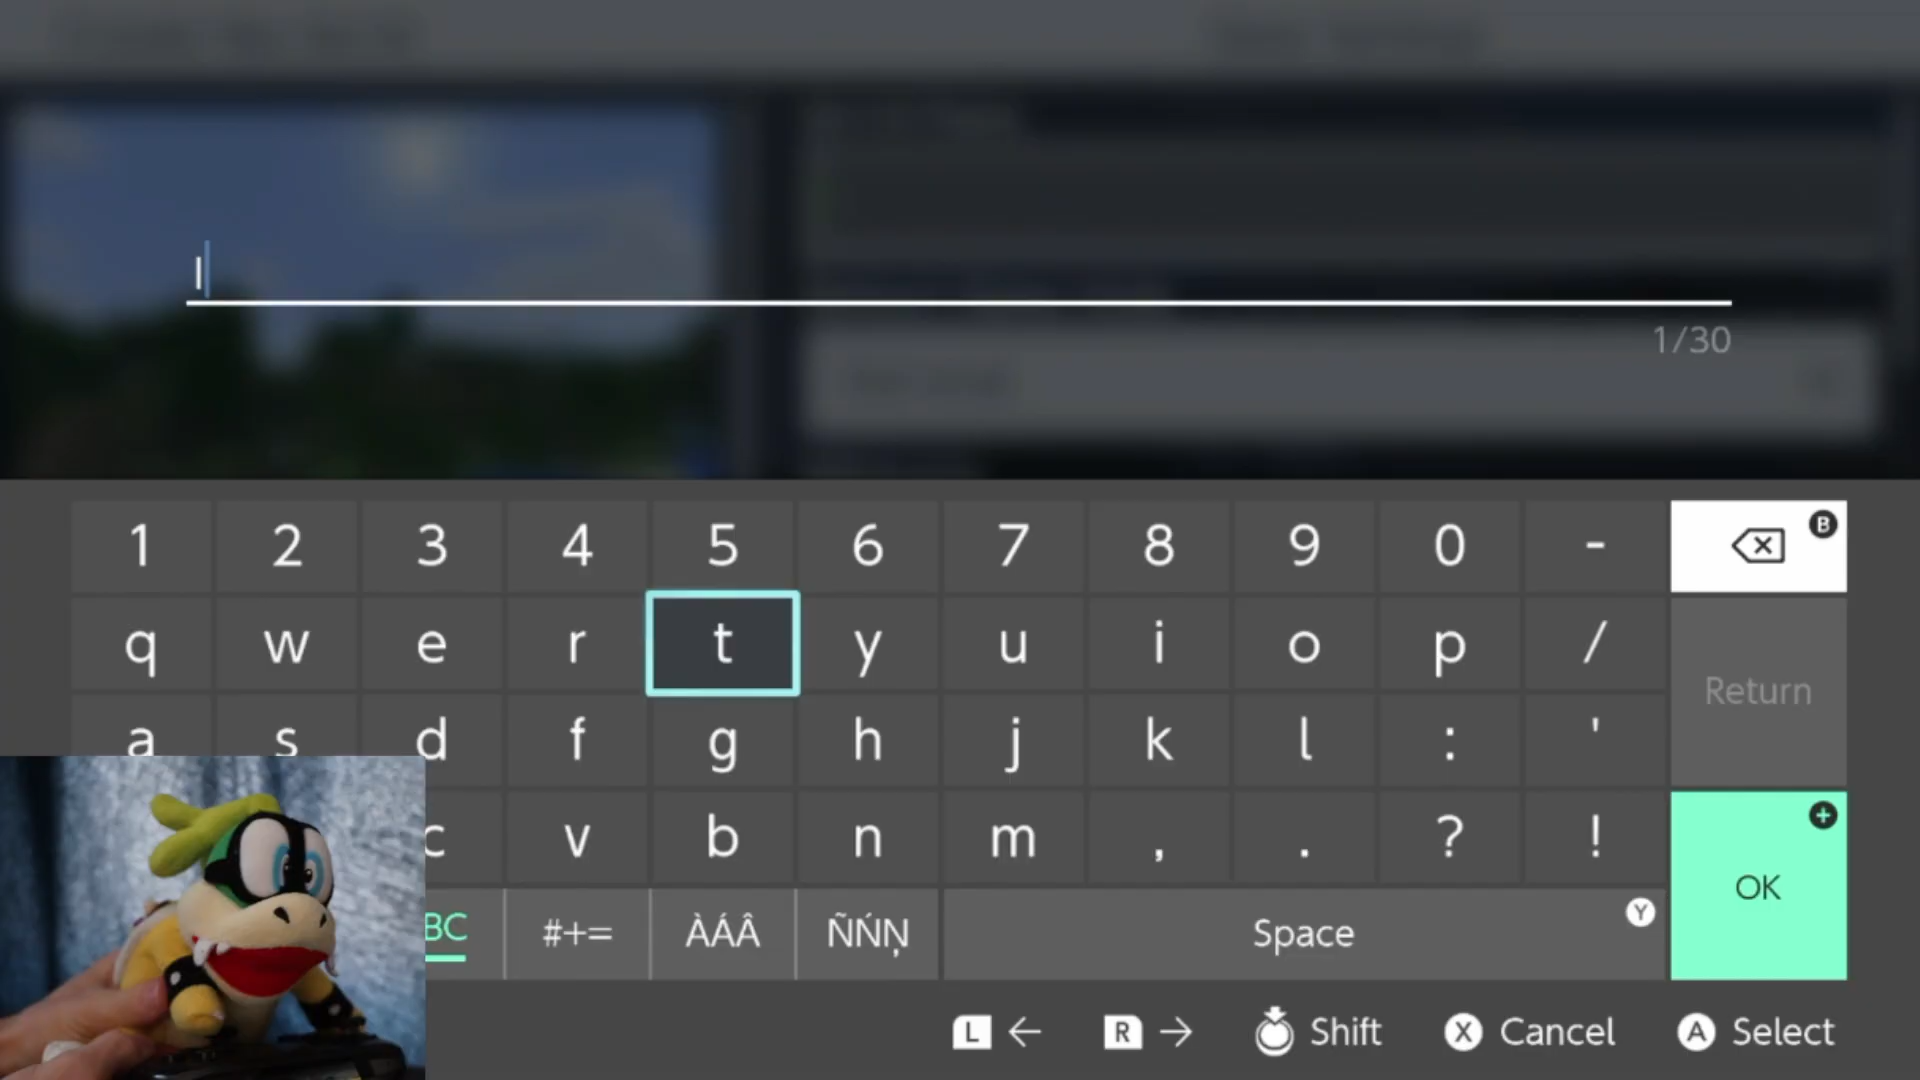 I
1/30
1 2 3 4 5 6 7 8 9 0 - B
q w e r t y u i o p /
Return
a s d f g h j k l : '
c v b n m , . ? ! +
OK
BC #+= ÀÁÂ ÑŃŅ Space Y
L ← R → Shift X Cancel A Select